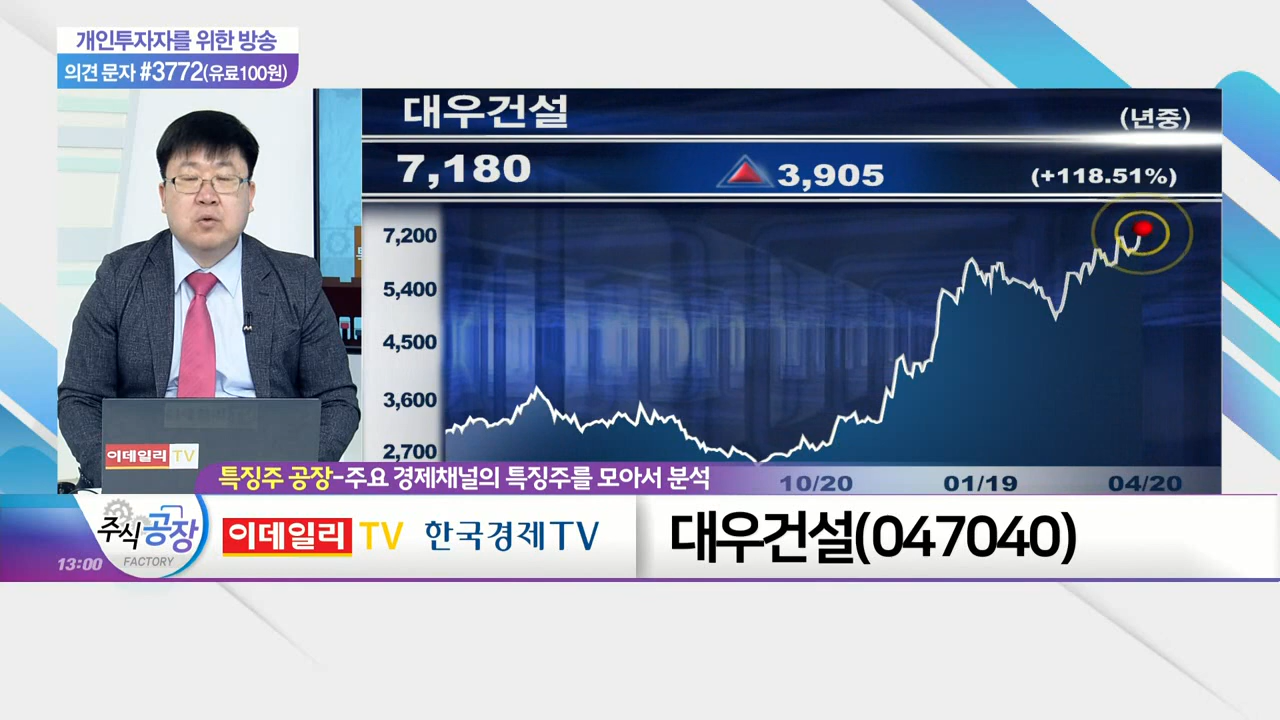 개인투자자를 위한 방송
의견 문자 #3772(유료100원)
대우건설
(년중)
7,180
3,905
(+118.51%)
7,200
5,400
4,500
3,600
2,700
10/20
01/19
04/20
이데일리 TV
특징주 공장-주요 경제채널의 특징주를 모아서 분석
주식공장
FACTORY
13:00
이데일리 TV
한국경제TV
대우건설(047040)